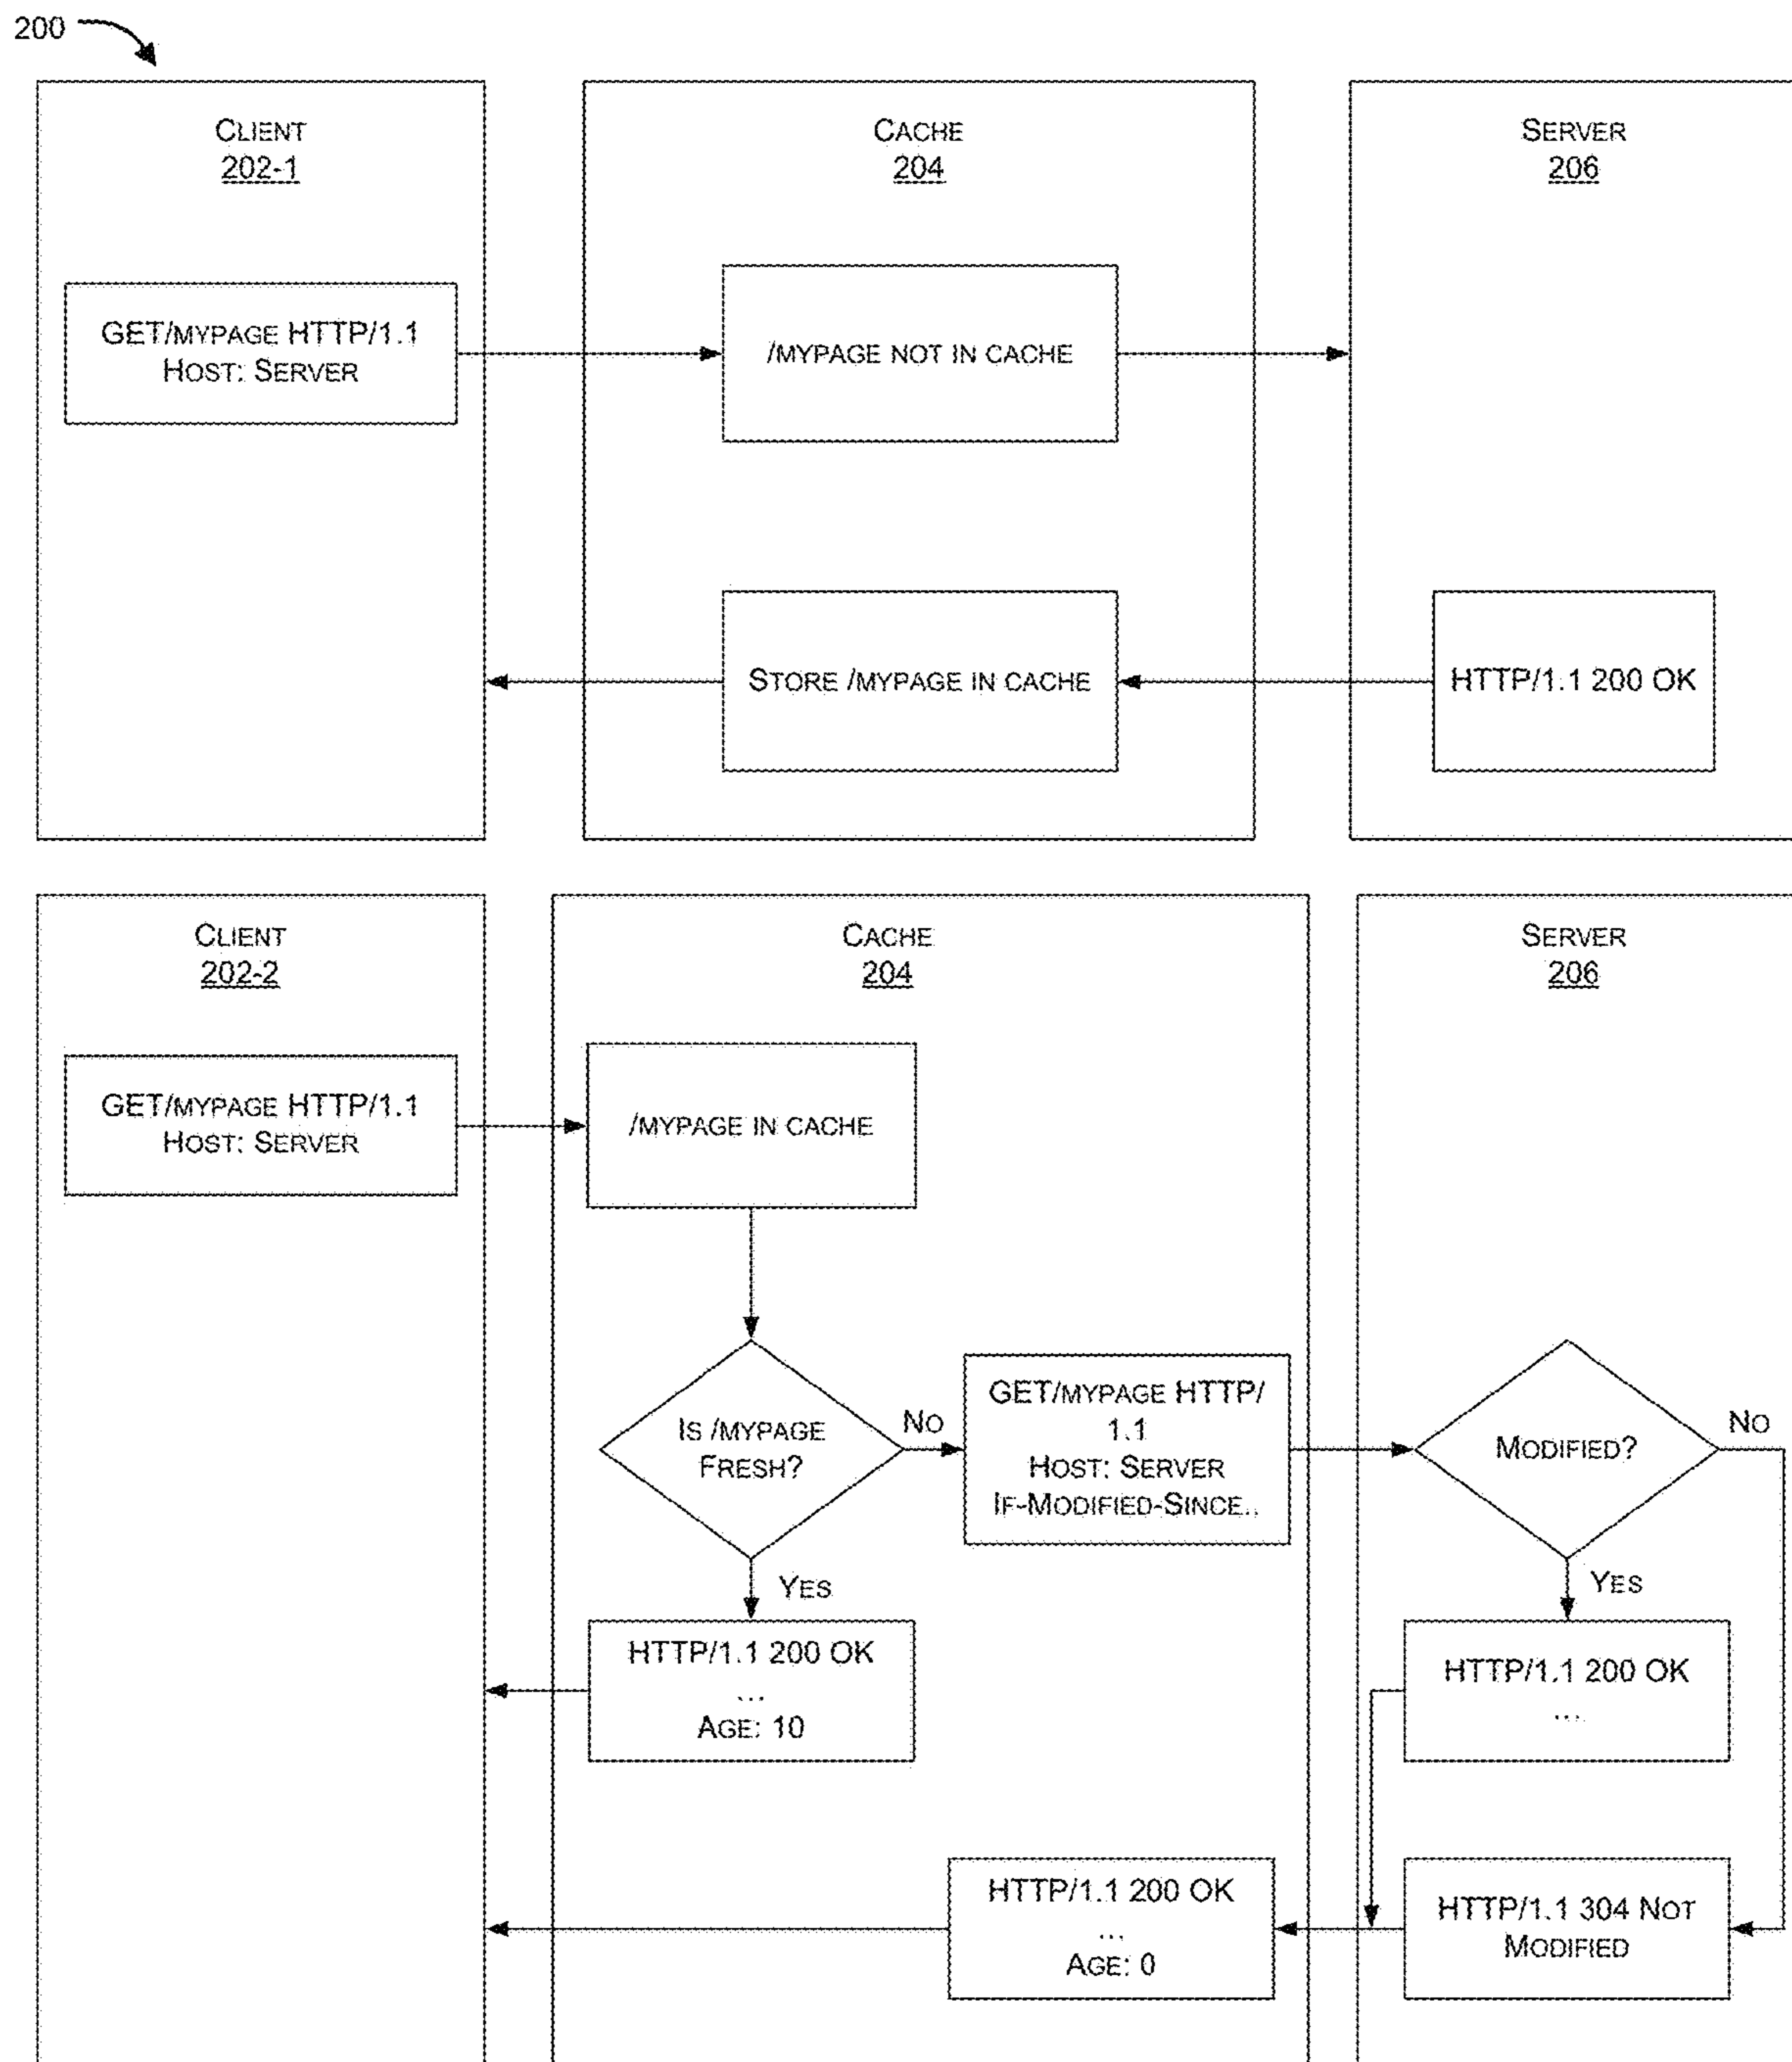 200
CLIENT
202-1
CACHE
204
SERVER
206
GET/MYPAGE HTTP/1.1
HOST: SERVER
/MYPAGE NOT IN CACHE
STORE /MYPAGE IN CACHE
HTTP/1.1 200 OK
CLIENT
202-2
CACHE
204
SERVER
206
GET/MYPAGE HTTP/1.1
HOST: SERVER
/MYPAGE IN CACHE
IS /MYPAGE
FRESH?
NO
GET/MYPAGE HTTP/
1.1
HOST: SERVER
IF-MODIFIED-SINCE..
MODIFIED?
NO
YES
YES
HTTP/1.1 200 OK
...
AGE: 10
HTTP/1.1 200 OK
...
HTTP/1.1 200 OK
...
AGE: 0
HTTP/1.1 304 NOT
MODIFIED